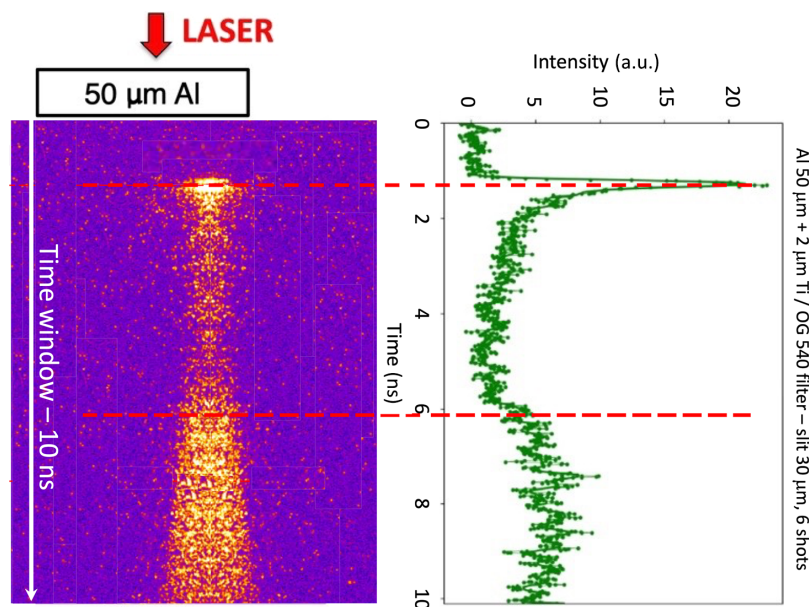 LASER
50 µm Al
Time window – 10 ns
Intensity (a.u.)
0 5 10 15 20
Time (ns)
0
2
4
6
8
10
Al 50 µm + 2 µm Ti / OG 540 filter – slit 30 µm, 6 shots